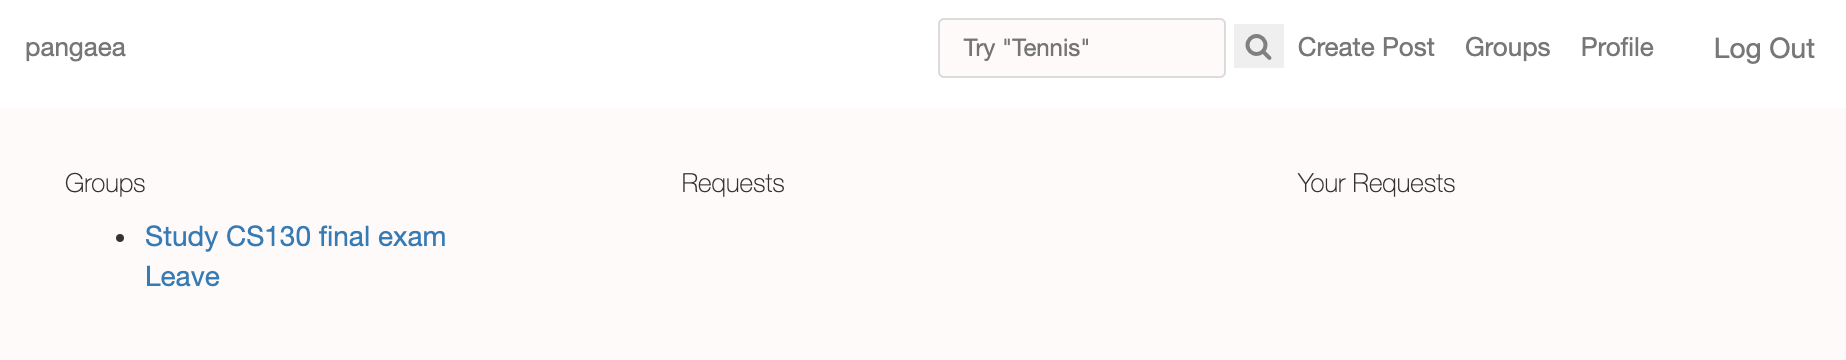 pangaea
Try "Tennis"
Create Post
Groups
Profile
Log Out
Groups
Study CS130 final exam
Leave
Requests
Your Requests